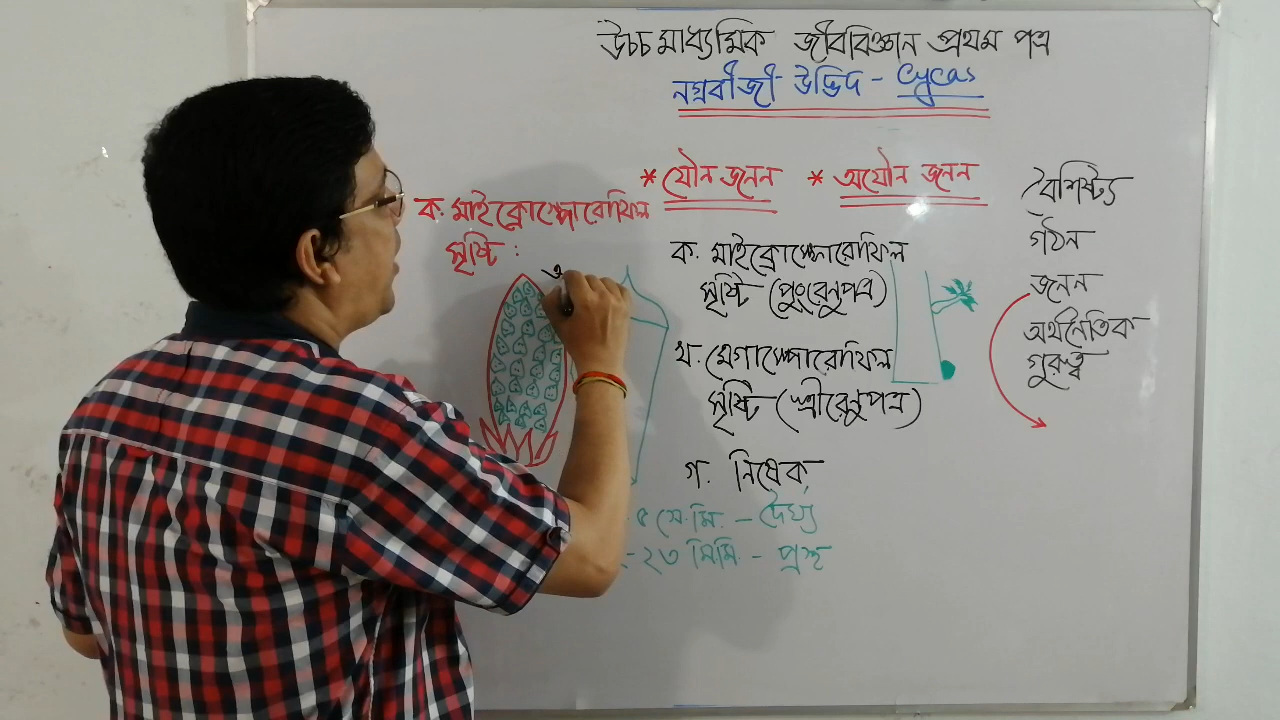 উচ্চ মাধ্যমিক জীববিজ্ঞান প্রথম পত্র
নগ্নবীজী উদ্ভিদ - Cycas
* যৌন জনন * অযৌন জনন
ক. মাইক্রোস্পোরোফিল
সৃষ্টি :
ক. মাইক্রোস্পোরোফিল
সৃষ্টি (পুংরেনুপত্র)
খ. মেগাস্পোরোফিল
সৃষ্টি (স্ত্রীরেনুপত্র)
গ. নিষেক
৫ সে.মি. - দৈর্ঘ্য
-২৩ মিমি. - প্রস্থ
বৈশিষ্ট্য
গঠন
জনন
অর্থনৈতিক
গুরুত্ব